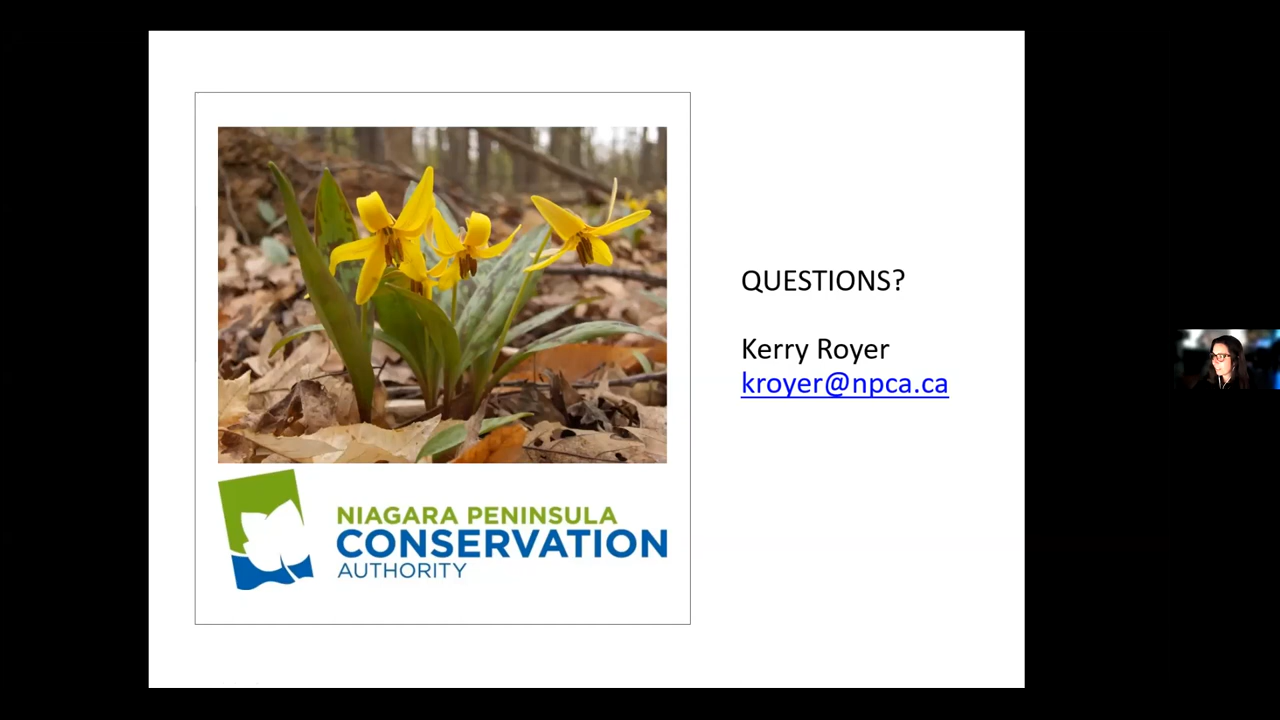 QUESTIONS?
Kerry Royer
kroyer@npca.ca
NIAGARA PENINSULA
CONSERVATION
AUTHORITY